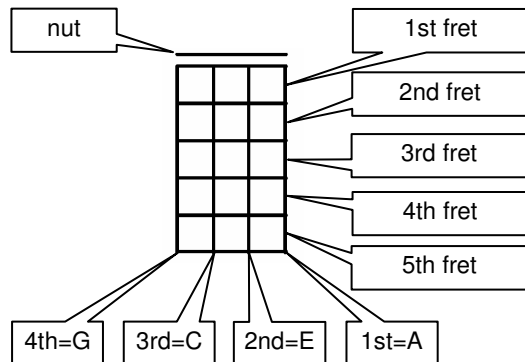 nut
1st fret
2nd fret
3rd fret
4th fret
5th fret
4th=G
3rd=C
2nd=E
1st=A